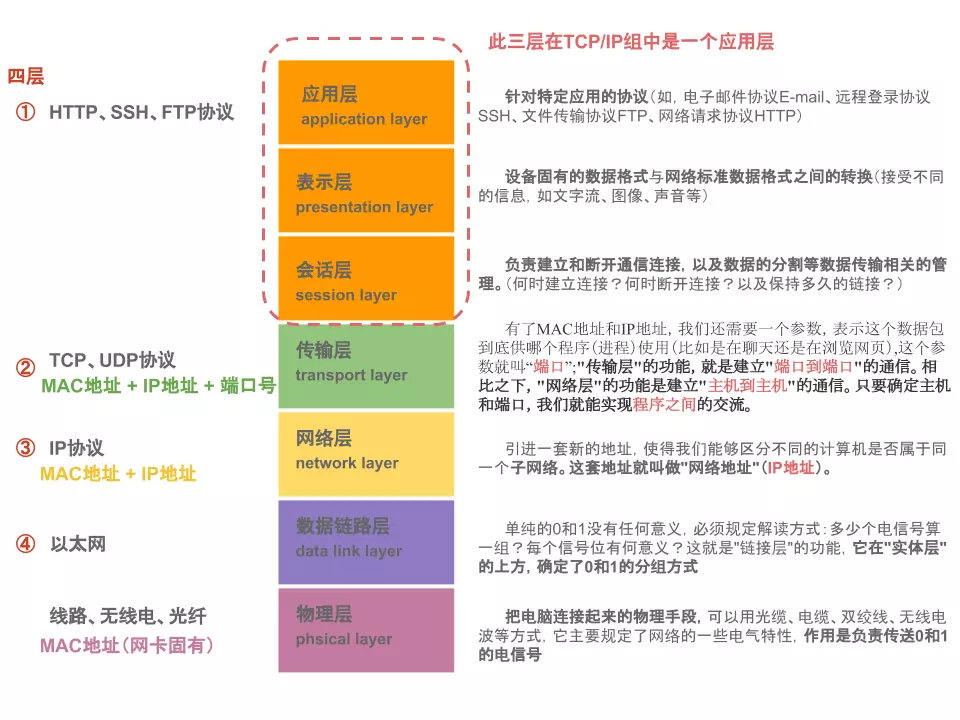 此三层在TCP/IP组中是一个应用层
四层
① HTTP、SSH、FTP协议
应用层
application layer
针对特定应用的协议（如，电子邮件协议E-mail、远程登录协议
SSH、文件传输协议FTP、网络请求协议HTTP）
表示层
presentation layer
设备固有的数据格式与网络标准数据格式之间的转换（接受不同
的信息，如文字流、图像、声音等）
会话层
session layer
负责建立和断开通信连接，以及数据的分割等数据传输相关的管
理。（何时建立连接？何时断开连接？以及保持多久的链接？）
② TCP、UDP协议
MAC地址 + IP地址 + 端口号
传输层
transport layer
有了MAC地址和IP地址，我们还需要一个参数，表示这个数据包
到底供哪个程序（进程）使用（比如是在聊天还是在浏览网页）,这个参
数就叫“端口”;"传输层"的功能，就是建立"端口到端口"的通信。相
比之下，"网络层"的功能是建立"主机到主机"的通信。只要确定主机
和端口，我们就能实现程序之间的交流。
③ IP协议
MAC地址 + IP地址
网络层
network layer
引进一套新的地址，使得我们能够区分不同的计算机是否属于同
一个子网络。这套地址就叫做"网络地址"（IP地址）。
④ 以太网
数据链路层
data link layer
单纯的0和1没有任何意义，必须规定解读方式：多少个电信号算
一组？每个信号位有何意义？这就是"链接层"的功能，它在"实体层"
的上方，确定了0和1的分组方式
线路、无线电、光纤
MAC地址（网卡固有）
物理层
phsical layer
把电脑连接起来的物理手段，可以用光缆、电缆、双绞线、无线电
波等方式，它主要规定了网络的一些电气特性，作用是负责传送0和1
的电信号